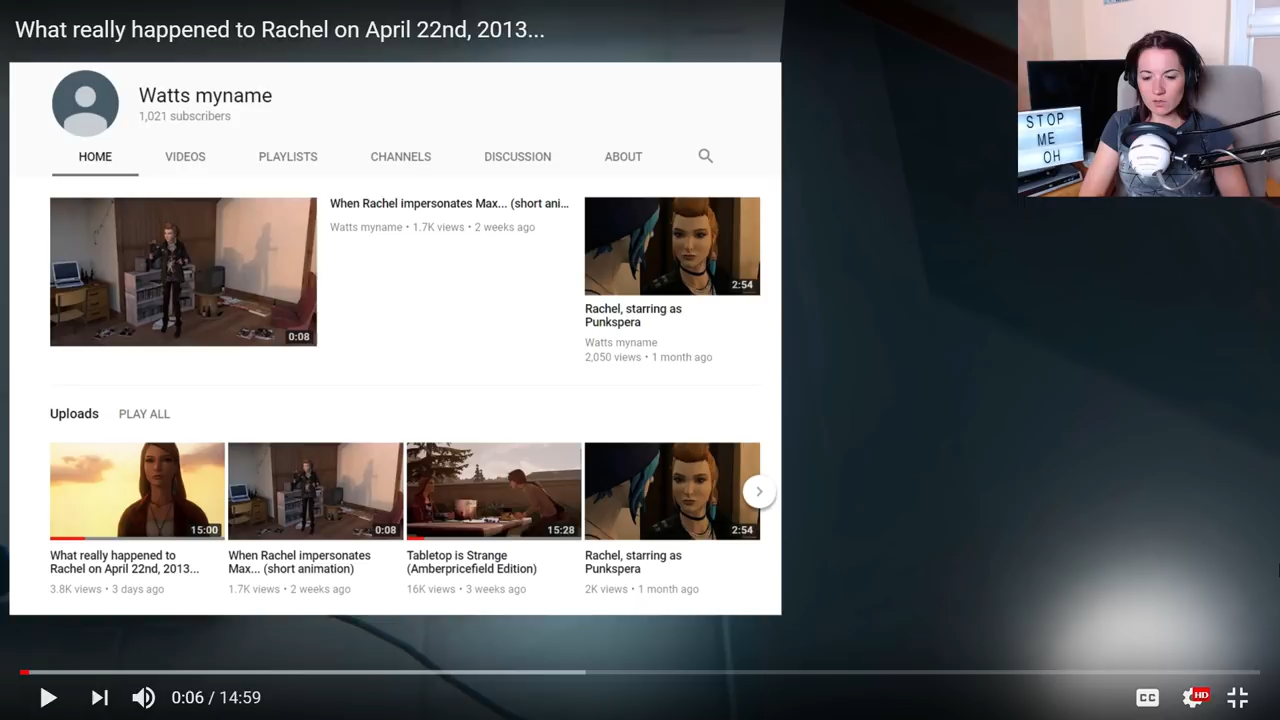 What really happened to Rachel on April 22nd, 2013...
Watts myname
1,021 subscribers
HOME VIDEOS PLAYLISTS CHANNELS DISCUSSION ABOUT
STOP
ME
OH
0:08
When Rachel impersonates Max... (short ani...
Watts myname • 1.7K views • 2 weeks ago
2:54
Rachel, starring as
Punkspera
Watts myname
2,050 views • 1 month ago
Uploads PLAY ALL
15:00
What really happened to
Rachel on April 22nd, 2013...
3.8K views • 3 days ago
0:08
When Rachel impersonates
Max... (short animation)
1.7K views • 2 weeks ago
15:28
Tabletop is Strange
(Amberpricefield Edition)
16K views • 3 weeks ago
2:54
Rachel, starring as
Punkspera
2K views • 1 month ago
0:06 / 14:59
CC
HD